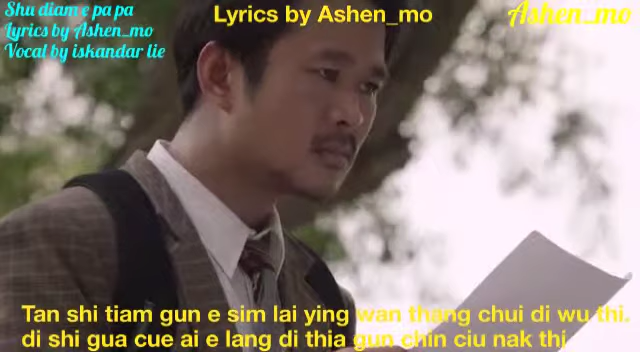 Shu diam e pa pa
Lyrics by Ashen_mo
Vocal by iskandar lie
Lyrics by Ashen_mo
Ashen_mo
Tan shi tiam gun e sim lai ying wan thang chui di wu thi.
di shi gua cue ai e lang di thia gun chin ciu nak thi